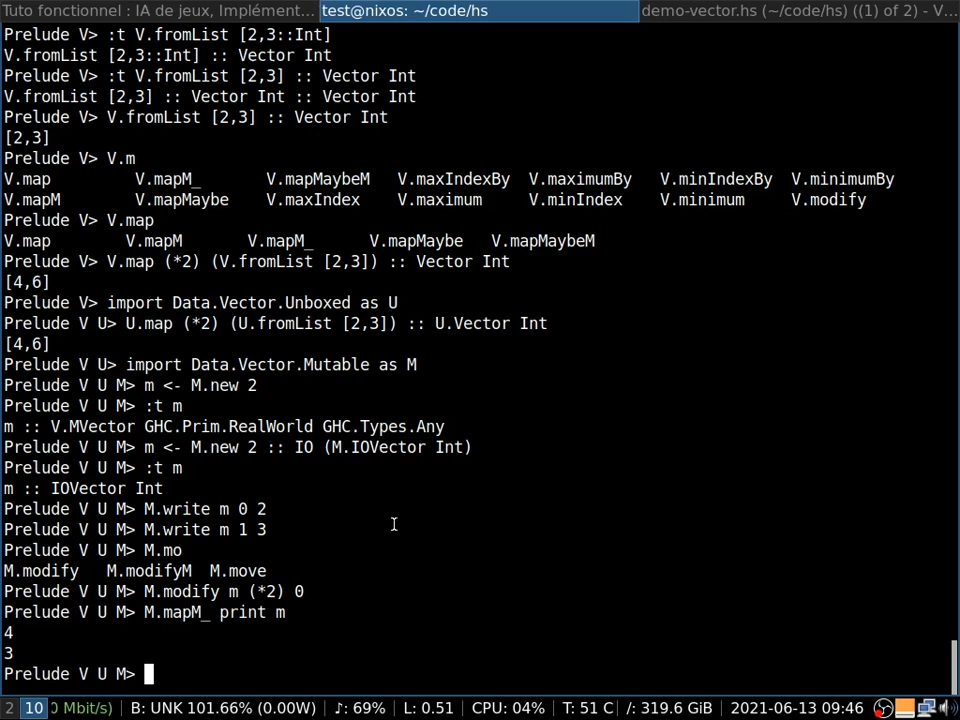 Tuto fonctionnel : IA de jeux, Implément... test@nixos: ~/code/hs demo-vector.hs (~/code/hs) ((1) of 2) - V...
Prelude V> :t V.fromList [2,3::Int]
V.fromList [2,3::Int] :: Vector Int
Prelude V> :t V.fromList [2,3] :: Vector Int
V.fromList [2,3] :: Vector Int :: Vector Int
Prelude V> V.fromList [2,3] :: Vector Int
[2,3]
Prelude V> V.m
V.map V.mapM_ V.mapMaybeM V.maxIndexBy V.maximumBy V.minIndexBy V.minimumBy
V.mapM V.mapMaybe V.maxIndex V.maximum V.minIndex V.minimum V.modify
Prelude V> V.map
V.map V.mapM V.mapM_ V.mapMaybe V.mapMaybeM
Prelude V> V.map (*2) (V.fromList [2,3]) :: Vector Int
[4,6]
Prelude V> import Data.Vector.Unboxed as U
Prelude V U> U.map (*2) (U.fromList [2,3]) :: U.Vector Int
[4,6]
Prelude V U> import Data.Vector.Mutable as M
Prelude V U M> m <- M.new 2
Prelude V U M> :t m
m :: V.MVector GHC.Prim.RealWorld GHC.Types.Any
Prelude V U M> m <- M.new 2 :: IO (M.IOVector Int)
Prelude V U M> :t m
m :: IOVector Int
Prelude V U M> M.write m 0 2
Prelude V U M> M.write m 1 3
Prelude V U M> M.mo
M.modify M.modifyM M.move
Prelude V U M> M.modify m (*2) 0
Prelude V U M> M.mapM_ print m
4
3
Prelude V U M>
2 10 0 Mbit/s) B: UNK 101.66% (0.00W) ♪: 69% L: 0.51 CPU: 04% T: 51 C /: 319.6 GiB 2021-06-13 09:46